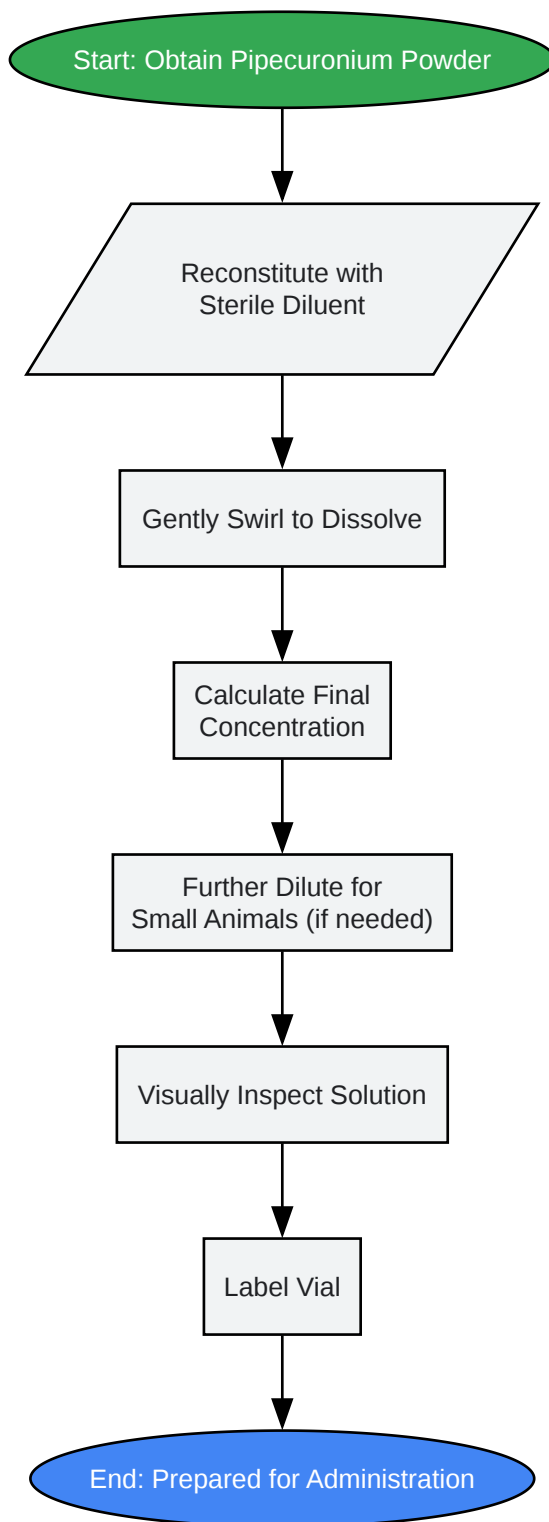 Start: Obtain Pipecuronium Powder
Reconstitute with
Sterile Diluent
Gently Swirl to Dissolve
Calculate Final
Concentration
Further Dilute for
Small Animals (if needed)
Visually Inspect Solution
Label Vial
End: Prepared for Administration